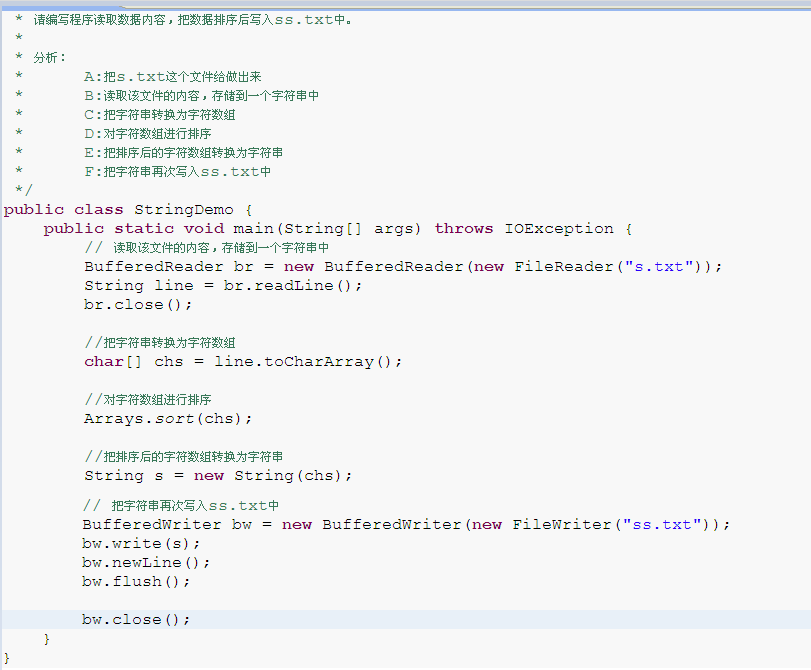 * 请编写程序读取数据内容,把数据排序后写入ss.txt中。
*
* 分析:
* A:把s.txt这个文件给做出来
* B:读取该文件的内容,存储到一个字符串中
* C:把字符串转换为字符数组
* D:对字符数组进行排序
* E:把排序后的字符数组转换为字符串
* F:把字符串再次写入ss.txt中
*/
public class StringDemo {
public static void main(String[] args) throws IOException {
// 读取该文件的内容,存储到一个字符串中
BufferedReader br = new BufferedReader(new FileReader("s.txt"));
String line = br.readLine();
br.close();
//把字符串转换为字符数组
char[] chs = line.toCharArray();
//对字符数组进行排序
Arrays.sort(chs);
//把排序后的字符数组转换为字符串
String s = new String(chs);
// 把字符串再次写入ss.txt中
BufferedWriter bw = new BufferedWriter(new FileWriter("ss.txt"));
bw.write(s);
bw.newLine();
bw.flush();
bw.close();
}
}